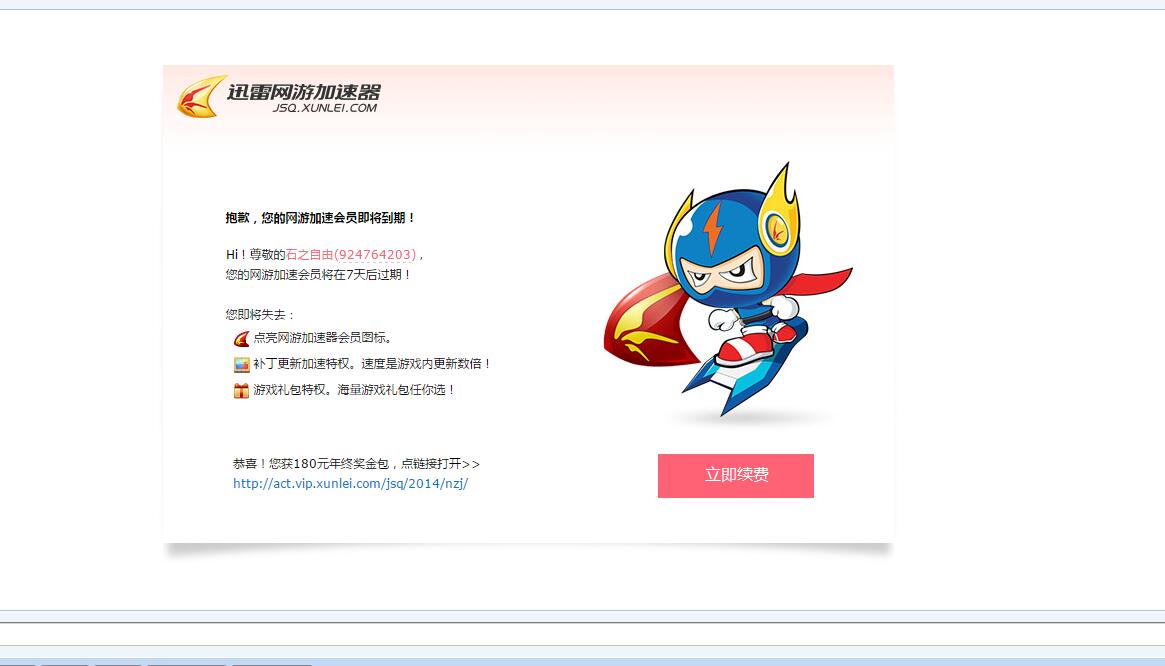 迅雷网游加速器
JSQ.XUNLEI.COM
抱歉，您的网游加速会员即将到期！
Hi！尊敬的石之自由(924764203)，
您的网游加速会员将在7天后过期！
您即将失去：
点亮网游加速器会员图标。
补丁更新加速特权。速度是游戏内更新数倍！
游戏礼包特权。海量游戏礼包任你选！
恭喜！您获180元年终奖金包，点链接打开>>
http://act.vip.xunlei.com/jsq/2014/nzj/
立即续费